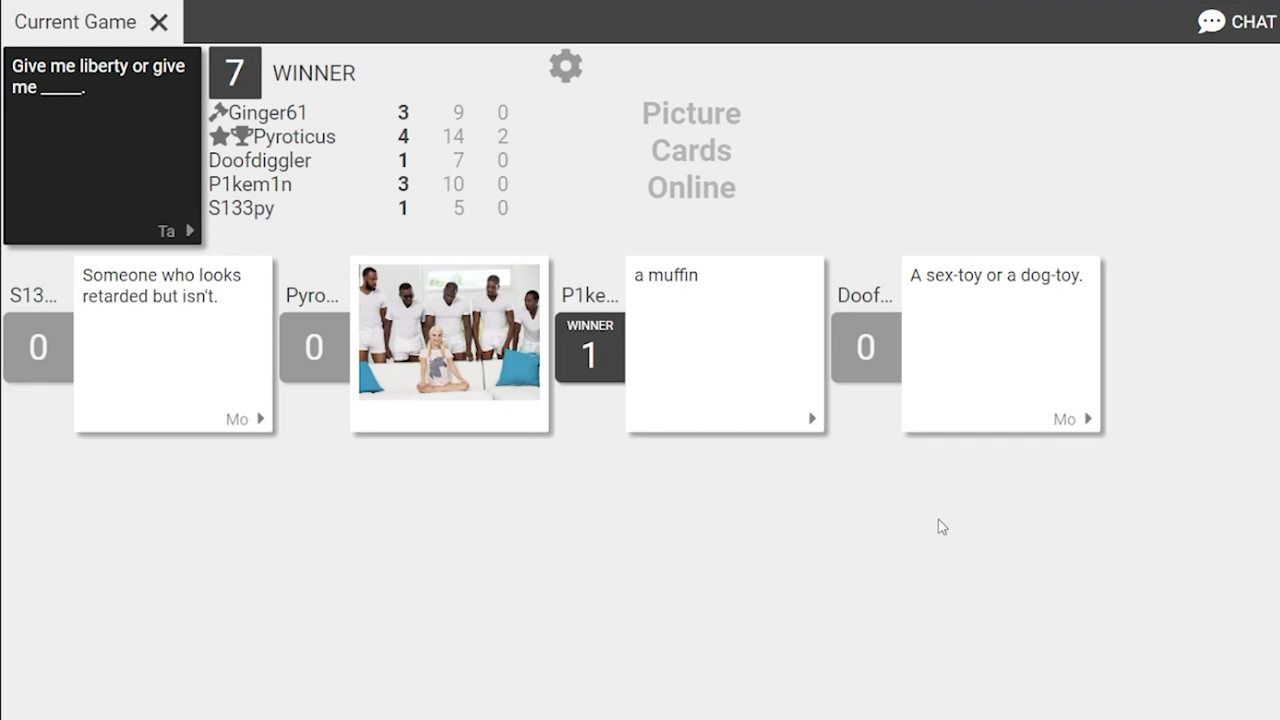 Current Game
CHAT
Give me liberty or give
me _____.
Ta
7 WINNER
Ginger61 3 9 0
Pyroticus 4 14 2
Doofdiggler 1 7 0
P1kem1n 3 10 0
S133py 1 5 0
Picture
Cards
Online
S13...
0
Someone who looks
retarded but isn't.
Mo
Pyro...
0
P1ke...
WINNER
1
a muffin
Doof...
0
A sex-toy or a dog-toy.
Mo